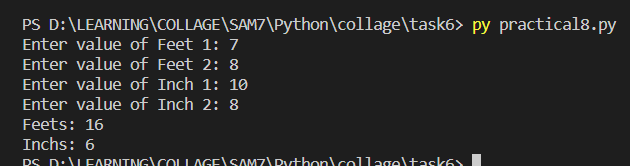 PS D:\LEARNING\COLLAGE\SAM7\Python\collage\task6> py practical8.py
Enter value of Feet 1: 7
Enter value of Feet 2: 8
Enter value of Inch 1: 10
Enter value of Inch 2: 8
Feets: 16
Inchs: 6
PS D:\LEARNING\COLLAGE\SAM7\Python\collage\task6>